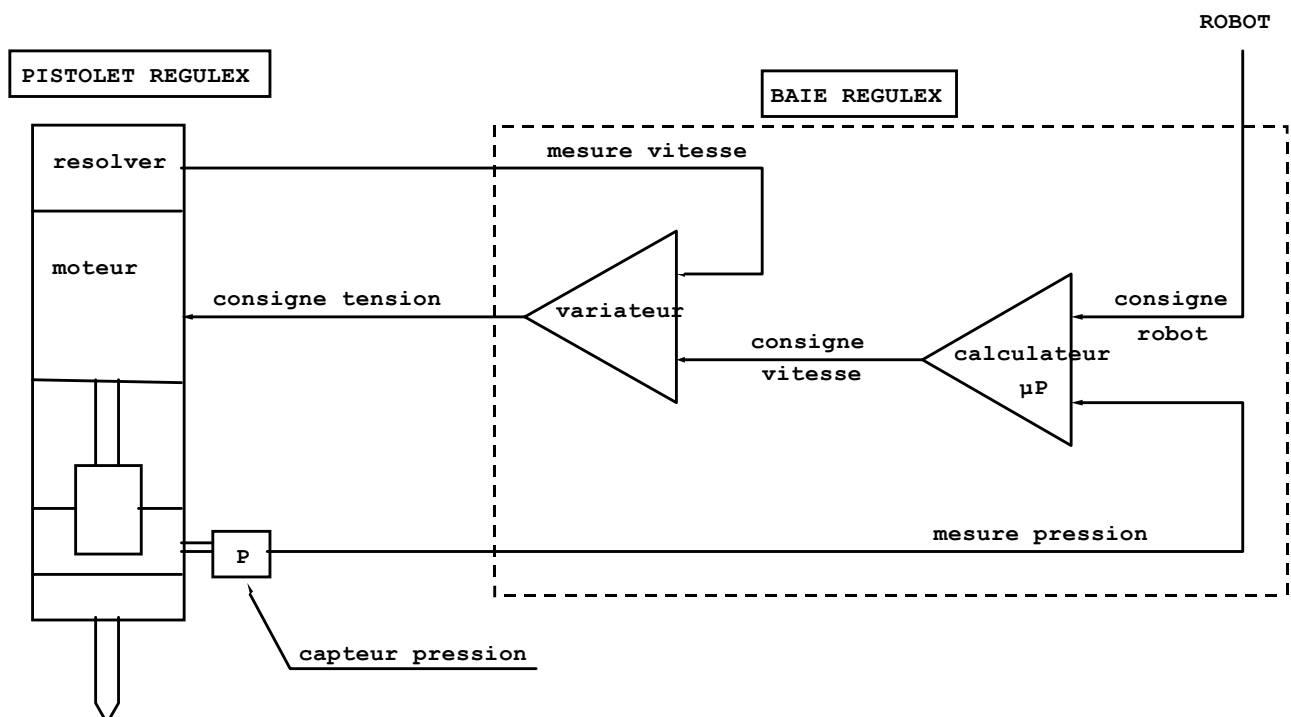 ROBOT
PISTOLET REGULEX
BAIE REGULEX
mesure vitesse
resolver
moteur
consigne tension
variateur
consigne
vitesse
calculateur
µP
consigne
robot
mesure pression
P
capteur pression